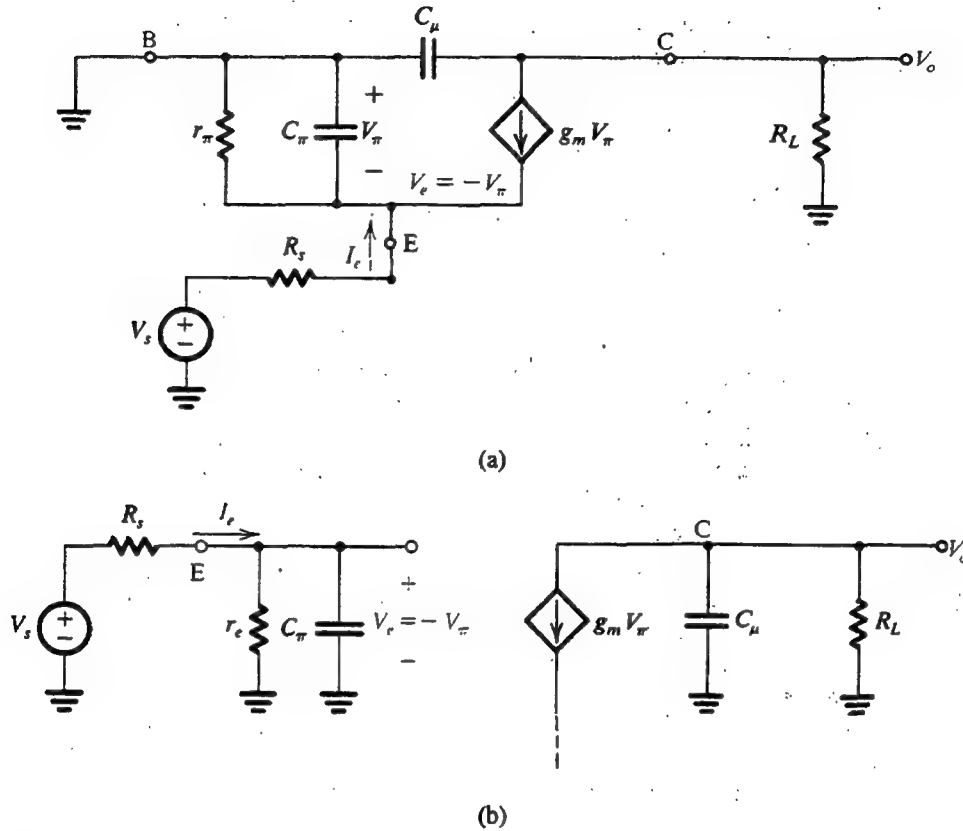 C_μ
B
C
V_o
+
r_π
C_π
V_π
g_m V_π
R_L
−
V_e = − V_π
I_e
E
R_s
V_s
+
−
(a)
R_s
I_e
E
C
+
V_s
+
−
r_e
C_π
V_e = − V_π
−
g_m V_π
C_μ
R_L
(b)